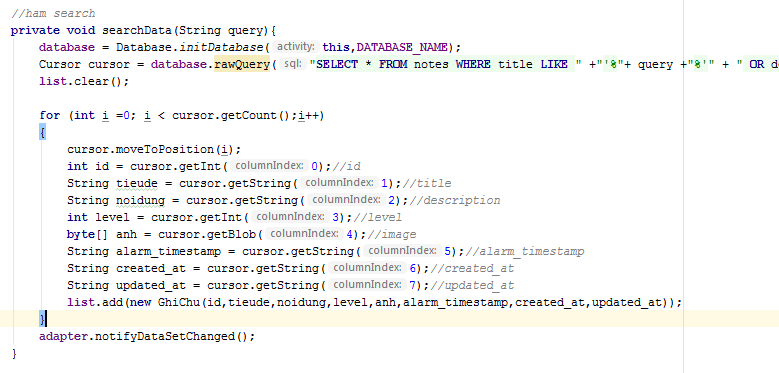 //ham search
private void searchData(String query){
database = Database.initDatabase( activity: this,DATABASE_NAME);
Cursor cursor = database.rawQuery( sql: "SELECT * FROM notes WHERE title LIKE " +"'%"+ query +"%'" + " OR de
list.clear();
for (int i =0; i < cursor.getCount();i++)
{
cursor.moveToPosition(i);
int id = cursor.getInt( columnIndex: 0);//id
String tieude = cursor.getString( columnIndex: 1);//title
String noidung = cursor.getString( columnIndex: 2);//description
int level = cursor.getInt( columnIndex: 3);//level
byte[] anh = cursor.getBlob( columnIndex: 4);//image
String alarm_timestamp = cursor.getString( columnIndex: 5);//alarm_timestamp
String created_at = cursor.getString( columnIndex: 6);//created_at
String updated_at = cursor.getString( columnIndex: 7);//updated_at
list.add(new GhiChu(id,tieude,noidung,level,anh,alarm_timestamp,created_at,updated_at));
}
adapter.notifyDataSetChanged();
}